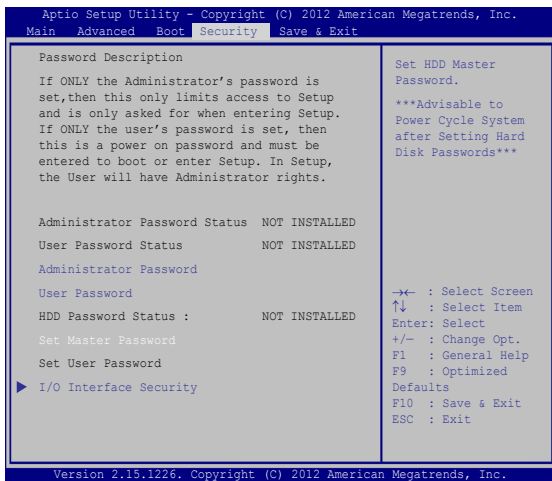 Aptio Setup Utility - Copyright (C) 2012 American Megatrends, Inc.
Main Advanced Boot Security Save & Exit
Password Description
If ONLY the Administrator's password is
set,then this only limits access to Setup
and is only asked for when entering Setup.
If ONLY the user's password is set, then
this is a power on password and must be
entered to boot or enter Setup. In Setup,
the User will have Administrator rights.
Administrator Password Status NOT INSTALLED
User Password Status NOT INSTALLED
Administrator Password
User Password
HDD Password Status : NOT INSTALLED
Set Master Password
Set User Password
I/O Interface Security
Set HDD Master
Password.
***Advisable to
Power Cycle System
after Setting Hard
Disk Passwords***
→← : Select Screen
↑↓ : Select Item
Enter: Select
+/— : Change Opt.
F1 : General Help
F9 : Optimized
Defaults
F10 : Save & Exit
ESC : Exit
Version 2.15.1226. Copyright (C) 2012 American Megatrends, Inc.